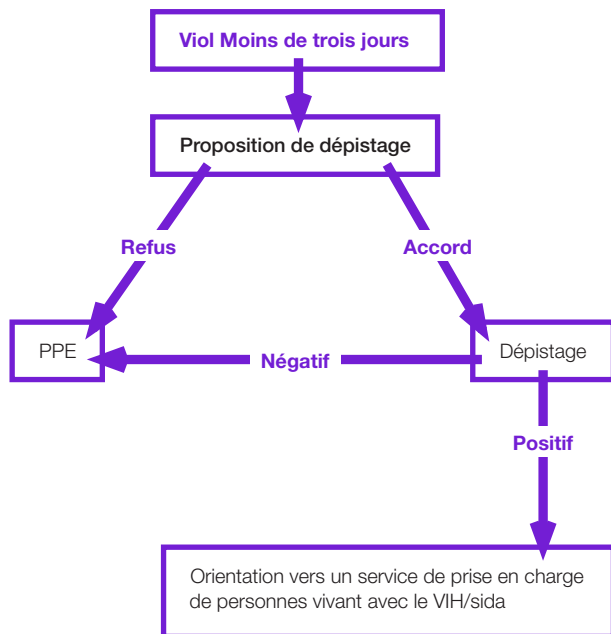 Viol Moins de trois jours
Proposition de dépistage
Refus
Accord
PPE
Négatif
Dépistage
Positif
Orientation vers un service de prise en charge
de personnes vivant avec le VIH/sida